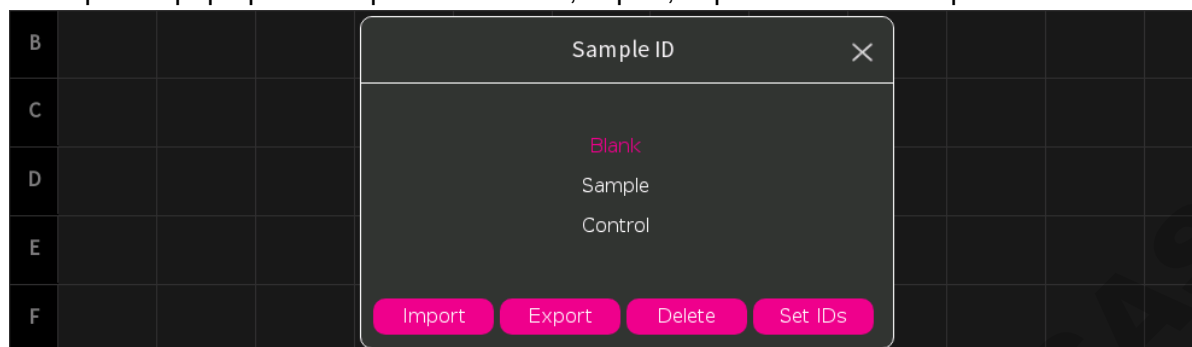 B
Sample ID
C
Blank
D
Sample
Control
E
F
Import Export Delete Set IDs